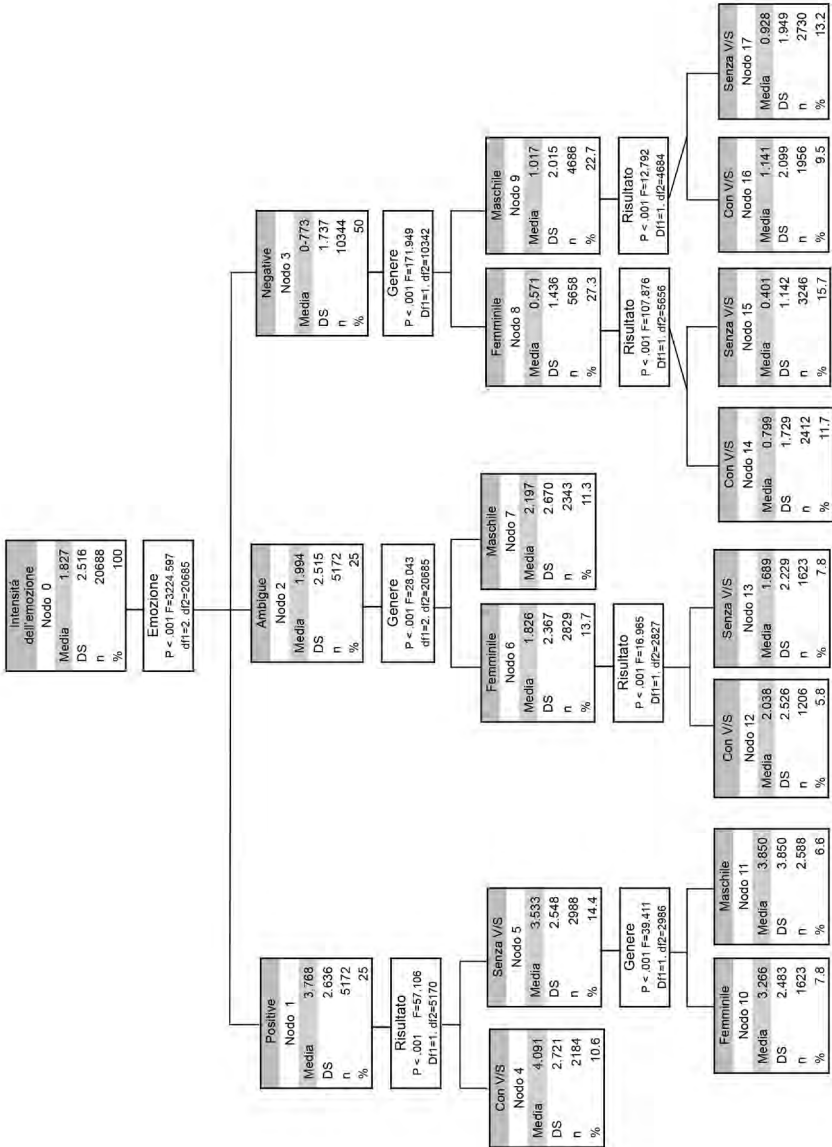 Intensitá
dell'emozione
Nodo 0
Media 1.827
DS 2.516
n 20688
% 100
Emozione
P < .001 F=3224.597
df1=2. df2=20685
Positive
Nodo 1
Media 3.768
DS 2.636
n 5172
% 25
Risultato
P < .001 F=57.106
Df1=1. df2=5170
Ambigue
Nodo 2
Media 1.994
DS 2.515
n 5172
% 25
Genere
P < .001 F=28.043
df1=2. df2=20685
Negative
Nodo 3
Media 0-773
DS 1.737
n 10344
% 50
Genere
P < .001 F=171.949
Df1=1. df2=10342
Con V/S
Nodo 4
Media 4.091
DS 2.721
n 2184
% 10.6
Senza V/S
Nodo 5
Media 3.533
DS 2.548
n 2988
% 14.4
Genere
P < .001 F=39.411
Df1=1. df2=2986
Femminile
Nodo 6
Media 1.826
DS 2.367
n 2829
% 13.7
Risultato
P < .001 F=16.965
Df1=1. df2=2827
Maschile
Nodo 7
Media 2.197
DS 2.670
n 2343
% 11.3
Femminile
Nodo 8
Media 0,571
DS 1.436
n 5658
% 27.3
Risultato
P < .001 F=107.876
Df1=1. df2=5656
Maschile
Nodo 9
Media 1.017
DS 2.015
n 4686
% 22.7
Risultato
P < .001 F=12.792
Df1=1. df2=4684
Femminile
Nodo 10
Media 3.266
DS 2.483
n 1623
% 7.8
Maschile
Nodo 11
Media 3.850
DS 3.850
n 2.588
% 6.6
Con V/S
Nodo 12
Media 2.038
DS 2.526
n 1206
% 5.8
Senza V/S
Nodo 13
Media 1.689
DS 2.229
n 1623
% 7.8
Con V/S
Nodo 14
Media 0.799
DS 1.729
n 2412
% 11.7
Senza V/S
Nodo 15
Media 0.401
DS 1.142
n 3246
% 15.7
Con V/S
Nodo 16
Media 1.141
DS 2.099
n 1956
% 9.5
Senza V/S
Nodo 17
Media 0.928
DS 1.949
n 2730
% 13.2